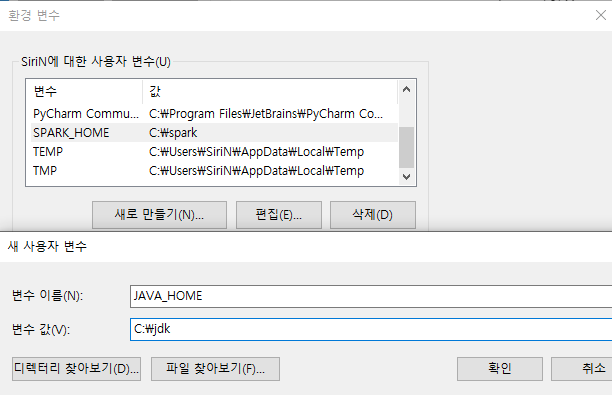 환경 변수
SiriN에 대한 사용자 변수(U)
변수 값
PyCharm Commu... C:₩Program Files₩JetBrains₩PyCharm Co...
SPARK_HOME C:₩spark
TEMP C:₩Users₩SiriN₩AppData₩Local₩Temp
TMP C:₩Users₩SiriN₩AppData₩Local₩Temp
새로 만들기(N)... 편집(E)... 삭제(D)
새 사용자 변수
변수 이름(N): JAVA_HOME
변수 값(V): C:₩jdk
디렉터리 찾아보기(D)... 파일 찾아보기(F)... 확인 취소